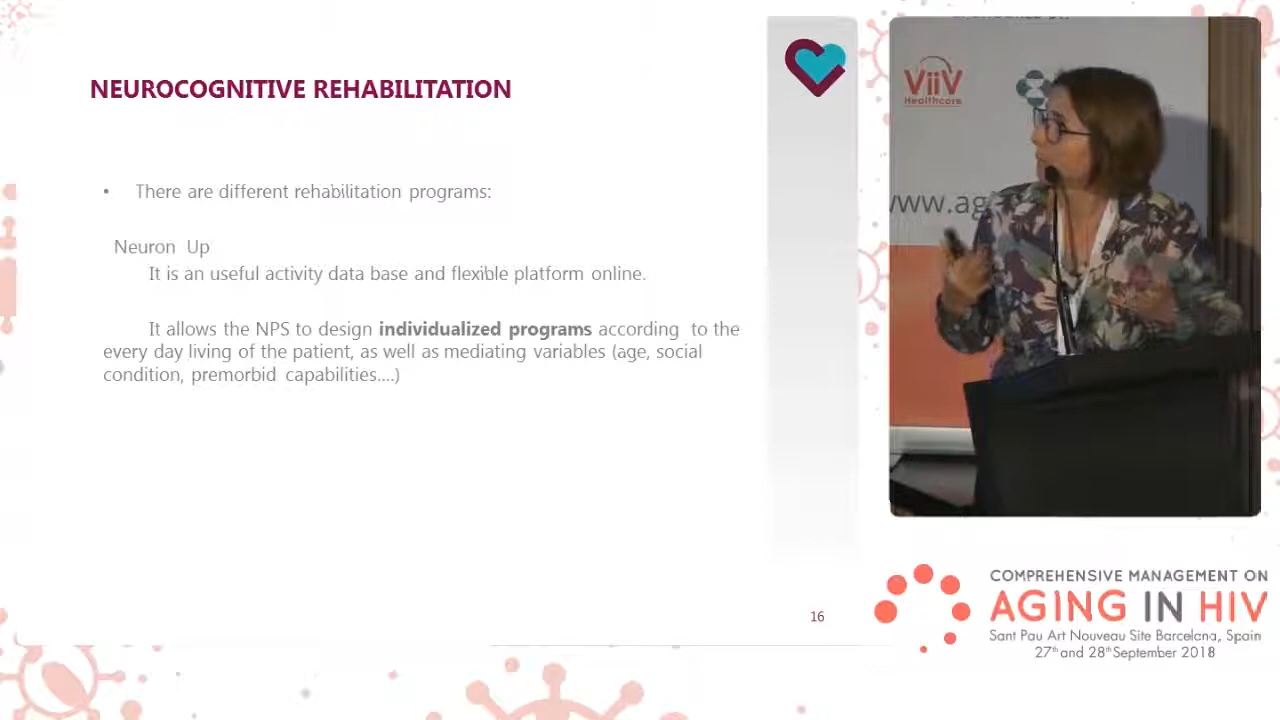 NEUROCOGNITIVE REHABILITATION
• There are different rehabilitation programs:
Neuron Up
It is an useful activity data base and flexible platform online.
It allows the NPS to design individualized programs according to the
every day living of the patient, as well as mediating variables (age, social
condition, premorbid capabilities....)
16
ViiV
Healthcare
www.ag
COMPREHENSIVE MANAGEMENT ON
AGING IN HIV
Sant Pau Art Nouveau Site Barcelona, Spain
27th and 28th September 2018